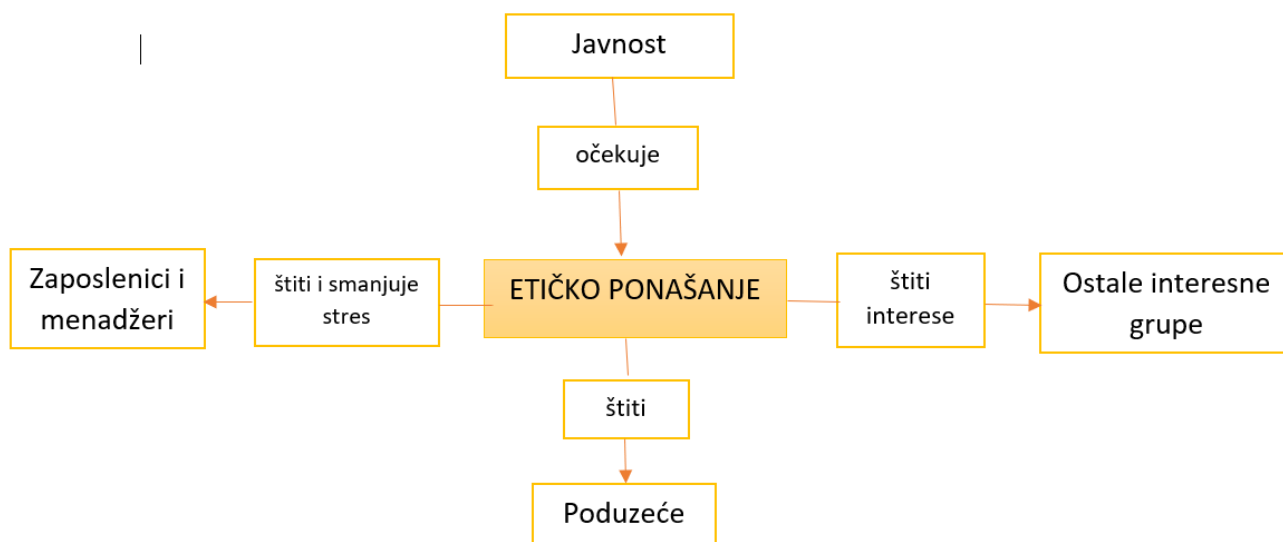 Javnost
očekuje
Zaposlenici i
menadžeri
štiti i smanjuje
stres
ETIČKO PONAŠANJE
štiti
interese
Ostale interesne
grupe
štiti
Poduzeće